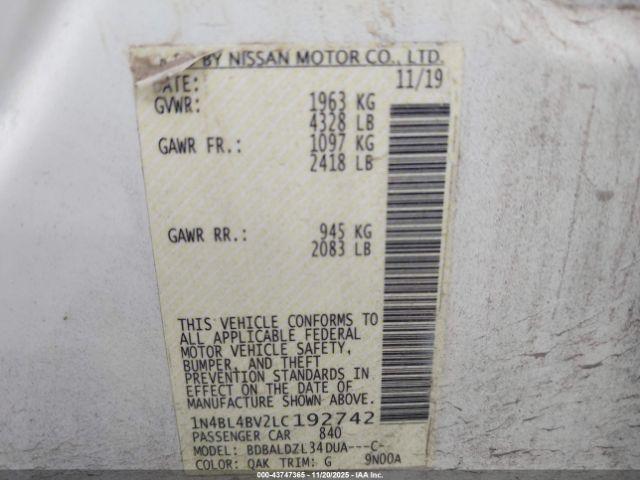 BY NISSAN MOTOR CO., LTD.
DATE: 11/19
GVWR: 1963 KG
4328 LB
GAWR FR.: 1097 KG
2418 LB
GAWR RR.: 945 KG
2083 LB
THIS VEHICLE CONFORMS TO
ALL APPLICABLE FEDERAL
MOTOR VEHICLE SAFETY,
BUMPER, AND THEFT
PREVENTION STANDARDS IN
EFFECT ON THE DATE OF
MANUFACTURE SHOWN ABOVE.
1N4BL4BV2LC192742
PASSENGER CAR 840
MODEL: BDBALDZL34DUA---C-
COLOR: QAK TRIM: G 9N00A
© - 43747365 - 11/20/2025 - IAAI.COM